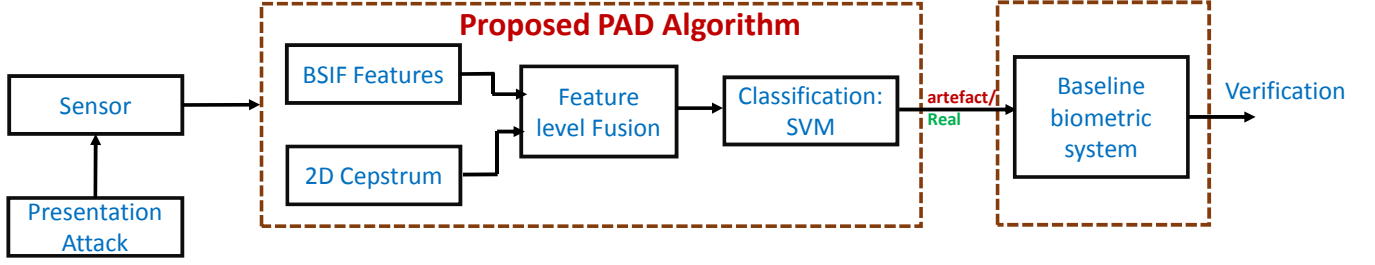 Proposed PAD Algorithm
Sensor
Presentation
Attack
BSIF Features
2D Cepstrum
Feature
level Fusion
Classification:
SVM
artefact/
Real
Baseline
biometric
system
Verification